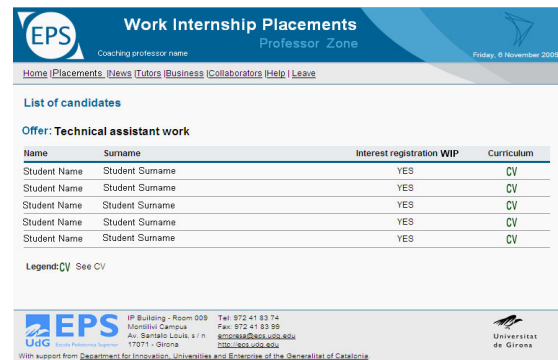 EPS
Work Internship Placements
Professor Zone
Coaching professor name
Friday, 6 November 2009
Home |Placements |News |Tutors |Business |Collaborators |Help | Leave
List of candidates
Offer: Technical assistant work
Name Surname Interest registration WIP Curriculum
Student Name Student Surname YES CV
Student Name Student Surname YES CV
Student Name Student Surname YES CV
Student Name Student Surname YES CV
Student Name Student Surname YES CV
Legend: CV See CV
UdG EPS
Escola Politècnica Superior
IP Building - Room 009
Montilivi Campus
Av. Santalo Louis, s / n
17071 - Girona
Tel: 972 41 83 74
Fax: 972 41 83 99
empresa@eps.udg.edu
http://eps.udg.edu
Universitat
de Girona
With support from Department for Innovation, Universities and Enterprise of the Generalitat of Catalonia.